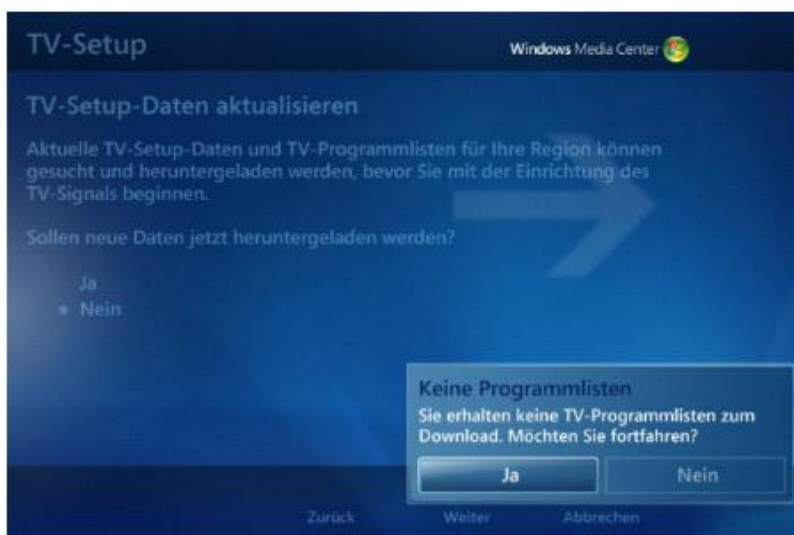 TV-Setup
Windows Media Center
TV-Setup-Daten aktualisieren
Aktuelle TV-Setup-Daten und TV-Programmlisten für Ihre Region können
gesucht und heruntergeladen werden, bevor Sie mit der Einrichtung des
TV-Signals beginnen.
Sollen neue Daten jetzt heruntergeladen werden?
Ja
Nein
Keine Programmlisten
Sie erhalten keine TV-Programmlisten zum
Download. Möchten Sie fortfahren?
Ja Nein
Zurück Weiter Abbrechen